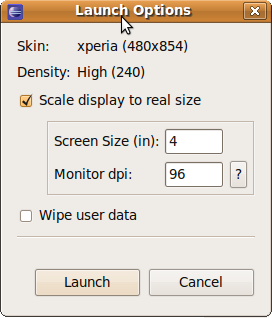 Launch Options
Skin: xperia (480x854)
Density: High (240)
Scale display to real size
Screen Size (in): 4
Monitor dpi: 96 ?
Wipe user data
Launch Cancel